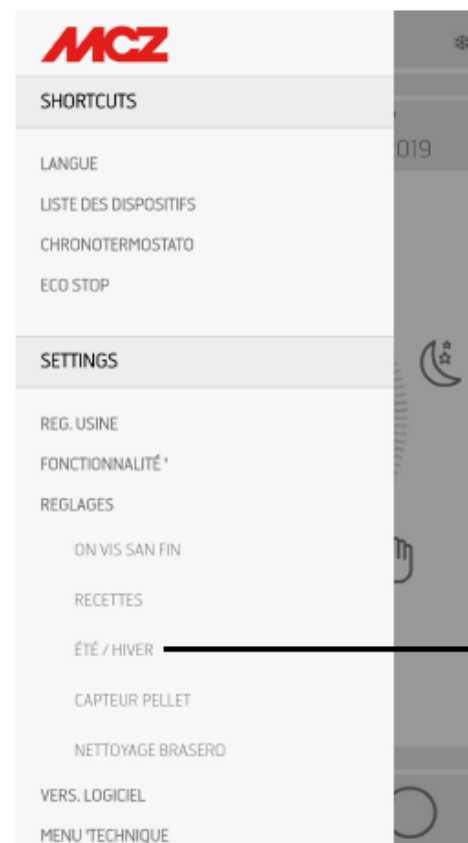 MCZ
SHORTCUTS
019
LANGUE
LISTE DES DISPOSITIFS
CHRONOTERMOSTATO
ECO STOP
SETTINGS
REG. USINE
FONCTIONNALITÉ '
REGLAGES
ON VIS SAN FIN
RECETTES
ÉTÉ / HIVER
CAPTEUR PELLET
NETTOYAGE BRASERO
VERS. LOGICIEL
MENU 'TECHNIQUE